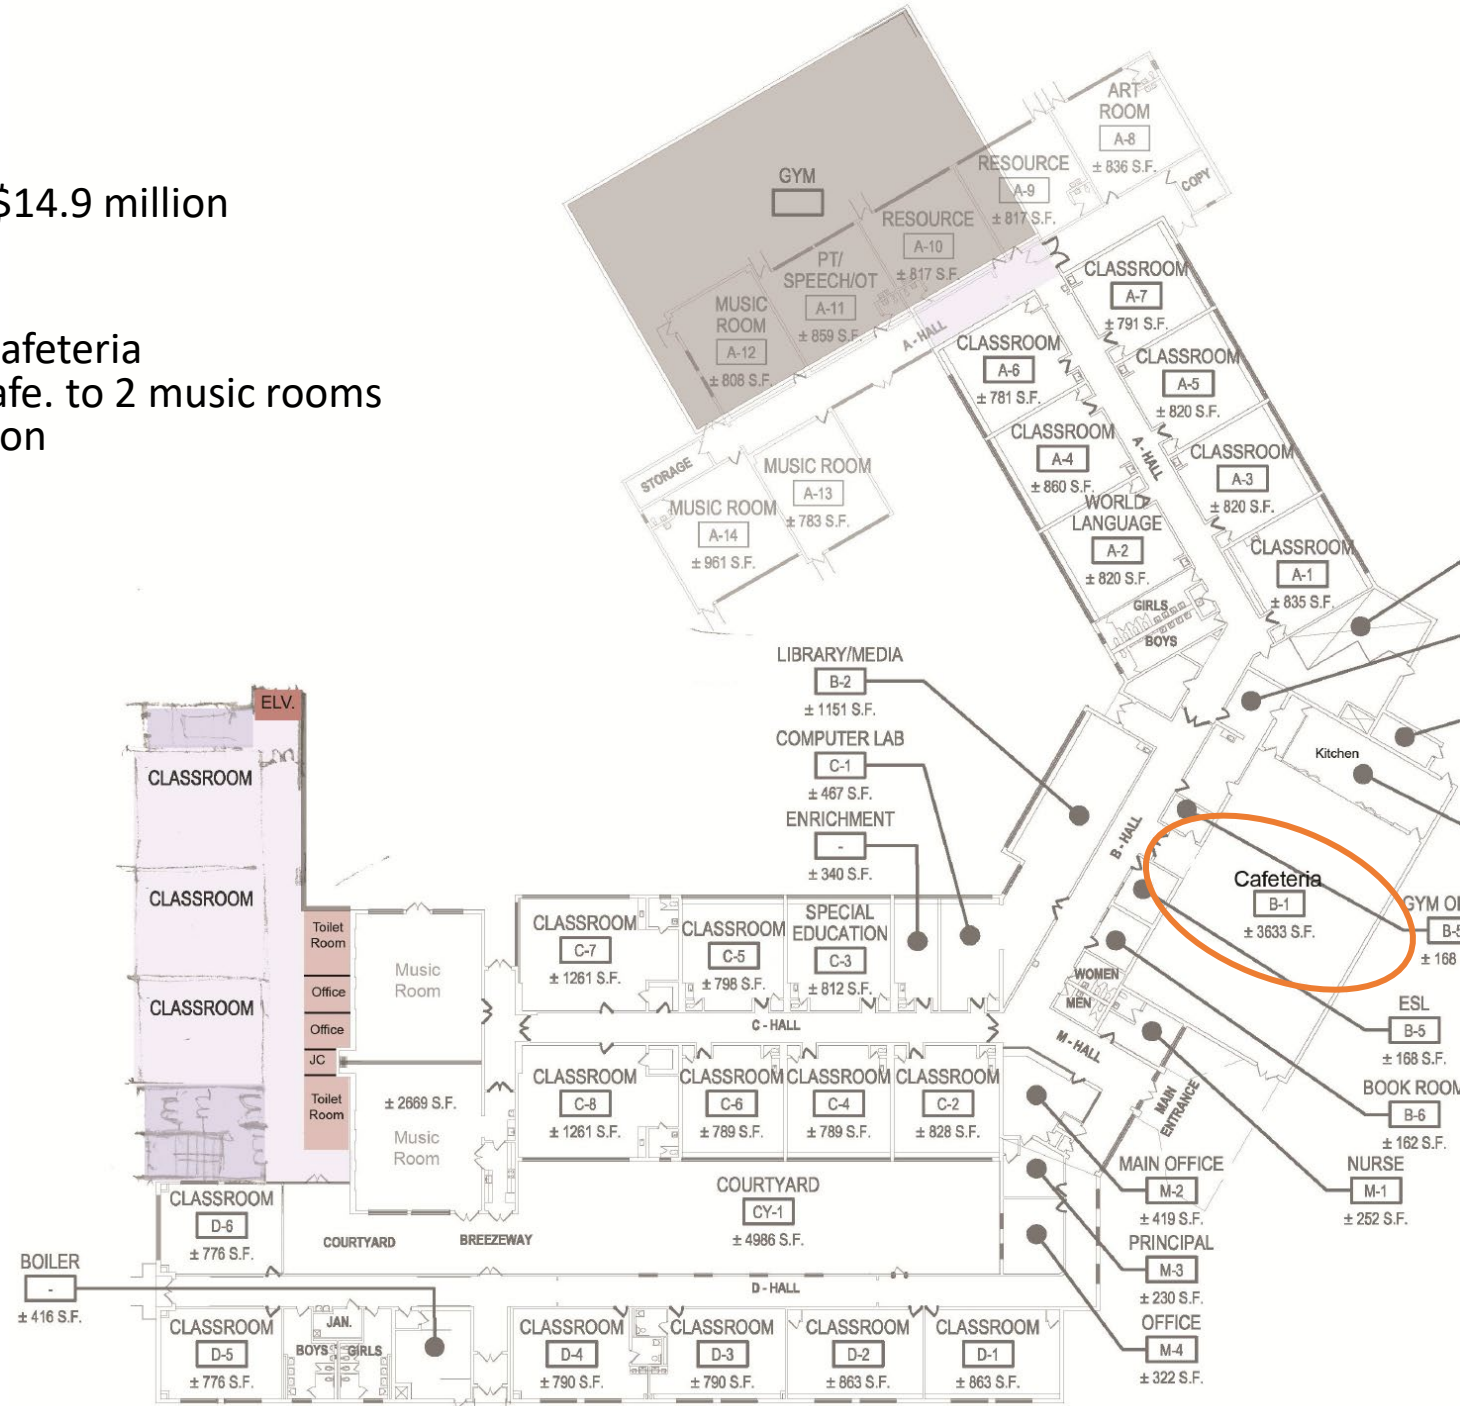 $14.9 million
afeteria
afe. to 2 music rooms
on
GYM
ART
ROOM
A-8
± 836 S.F.
COPY
RESOURCE
A-9
± 817 S.F.
RESOURCE
A-10
± 817 S.F.
PT/
SPEECH/OT
A-11
± 859 S.F.
MUSIC
ROOM
A-12
± 808 S.F.
A - HALL
CLASSROOM
A-7
± 791 S.F.
CLASSROOM
A-6
± 781 S.F.
CLASSROOM
A-5
± 820 S.F.
CLASSROOM
A-4
± 860 S.F.
A - HALL
CLASSROOM
A-3
± 820 S.F.
WORLD
LANGUAGE
A-2
± 820 S.F.
CLASSROOM
A-1
± 835 S.F.
GIRLS
BOYS
STORAGE
MUSIC ROOM
A-13
± 783 S.F.
MUSIC ROOM
A-14
± 961 S.F.
LIBRARY/MEDIA
B-2
± 1151 S.F.
COMPUTER LAB
C-1
± 467 S.F.
ENRICHMENT
-
± 340 S.F.
Kitchen
B - HALL
Cafeteria
B-1
± 3633 S.F.
GYM OF
B-5
± 168
ESL
B-5
± 168 S.F.
BOOK ROOM
B-6
± 162 S.F.
NURSE
M-1
± 252 S.F.
WOMEN
MEN
M - HALL
MAIN
ENTRANCE
ELV.
CLASSROOM
CLASSROOM
CLASSROOM
Toilet
Room
Office
Office
JC
Toilet
Room
Music
Room
± 2669 S.F.
Music
Room
CLASSROOM
C-7
± 1261 S.F.
CLASSROOM
C-5
± 798 S.F.
SPECIAL
EDUCATION
C-3
± 812 S.F.
C - HALL
CLASSROOM
C-8
± 1261 S.F.
CLASSROOM
C-6
± 789 S.F.
CLASSROOM
C-4
± 789 S.F.
CLASSROOM
C-2
± 828 S.F.
MAIN OFFICE
M-2
± 419 S.F.
PRINCIPAL
M-3
± 230 S.F.
OFFICE
M-4
± 322 S.F.
COURTYARD
CY-1
± 4986 S.F.
CLASSROOM
D-6
± 776 S.F.
COURTYARD
BREEZEWAY
D - HALL
BOILER
-
± 416 S.F.
CLASSROOM
D-5
± 776 S.F.
JAN.
BOYS
GIRLS
CLASSROOM
D-4
± 790 S.F.
CLASSROOM
D-3
± 790 S.F.
CLASSROOM
D-2
± 863 S.F.
CLASSROOM
D-1
± 863 S.F.